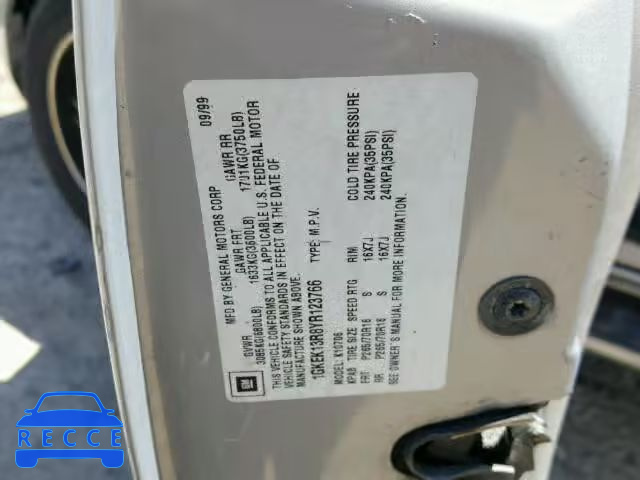 MFD BY GENERAL MOTORS CORP 09/99
GVWR GAWR FRT GAWR RR
3085KG(6800LB) 1633KG(3600LB) 1701KG(3750LB)
THIS VEHICLE CONFORMS TO ALL APPLICABLE U.S. FEDERAL MOTOR
VEHICLE SAFETY STANDARDS IN EFFECT ON THE DATE OF
MANUFACTURE SHOWN ABOVE.
1GKEK13R8YR123766 TYPE: M.P.V.
MODEL: K10706
TIRE SIZE SPEED RTG RIM COLD TIRE PRESSURE
FRT P265/70R16 S 16X7J 240KPA(35PSI)
RR P265/70R16 S 16X7J 240KPA(35PSI)
SEE OWNER'S MANUAL FOR MORE INFORMATION.
GM